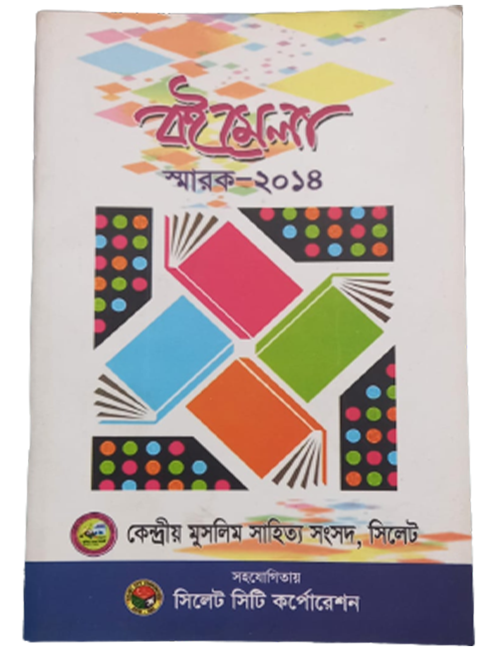 বইমেলা
স্মারক-২০১৪
কেন্দ্রীয় মুসলিম সাহিত্য সংসদ, সিলেট
সহযোগিতায়
সিলেট সিটি কর্পোরেশন